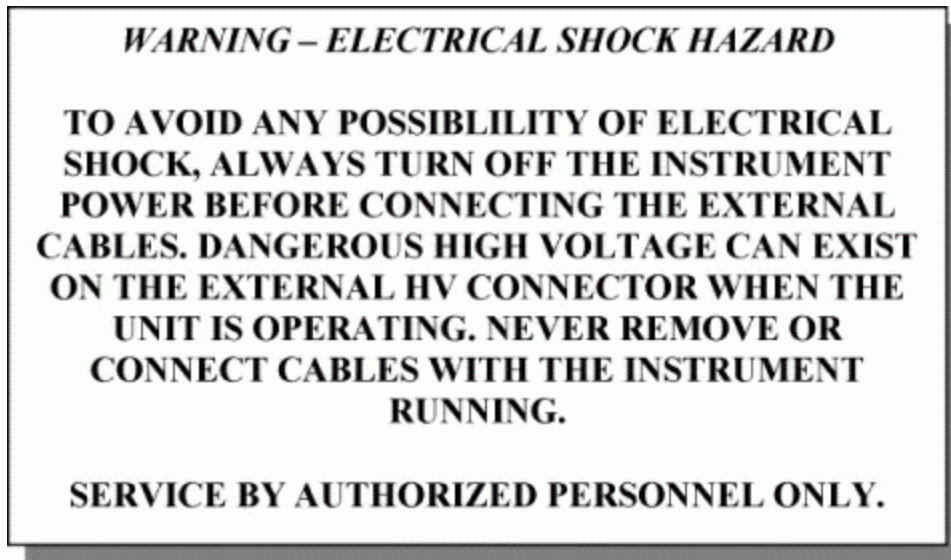 WARNING – ELECTRICAL SHOCK HAZARD
TO AVOID ANY POSSIBLILITY OF ELECTRICAL
SHOCK, ALWAYS TURN OFF THE INSTRUMENT
POWER BEFORE CONNECTING THE EXTERNAL
CABLES. DANGEROUS HIGH VOLTAGE CAN EXIST
ON THE EXTERNAL HV CONNECTOR WHEN THE
UNIT IS OPERATING. NEVER REMOVE OR
CONNECT CABLES WITH THE INSTRUMENT
RUNNING.
SERVICE BY AUTHORIZED PERSONNEL ONLY.